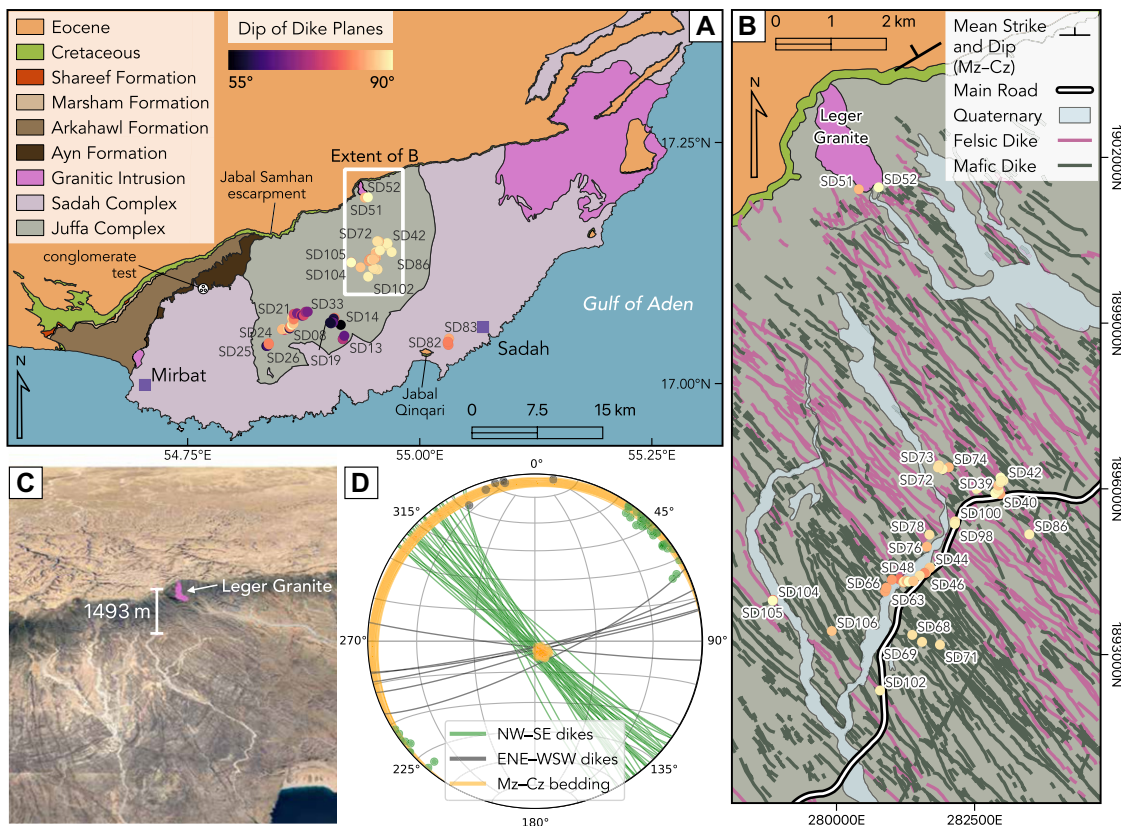 A
Eocene
Cretaceous
Shareef Formation
Marsham Formation
Arkahawl Formation
Ayn Formation
Granitic Intrusion
Sadah Complex
Juffa Complex
Dip of Dike Planes
55°
90°
Extent of B
Jabal Samhan
escarpment
conglomerate
test
SD52
SD51
SD72
SD42
SD105
SD86
SD104
SD102
SD21
SD33
SD14
SD24
SD08
SD25
SD26
SD19
SD13
SD82
SD83
Sadah
Mirbat
Jabal
Qinqari
Gulf of Aden
N
0
7.5
15 km
17.25°N
17.00°N
54.75°E
55.00°E
55.25°E
B
0
1
2 km
N
Mean Strike
and Dip
(Mz–Cz)
Main Road
Quaternary
Felsic Dike
Mafic Dike
Leger
Granite
SD51
SD52
SD73
SD74
SD72
SD42
SD39
SD40
SD100
SD78
SD98
SD86
SD76
SD44
SD48
SD66
SD46
SD63
SD104
SD105
SD106
SD68
SD69
SD71
SD102
1902000N
1899000N
1896000N
1893000N
280000E
282500E
C
Leger Granite
1493 m
D
0°
45°
90°
135°
180°
225°
270°
315°
NW–SE dikes
ENE–WSW dikes
Mz–Cz bedding